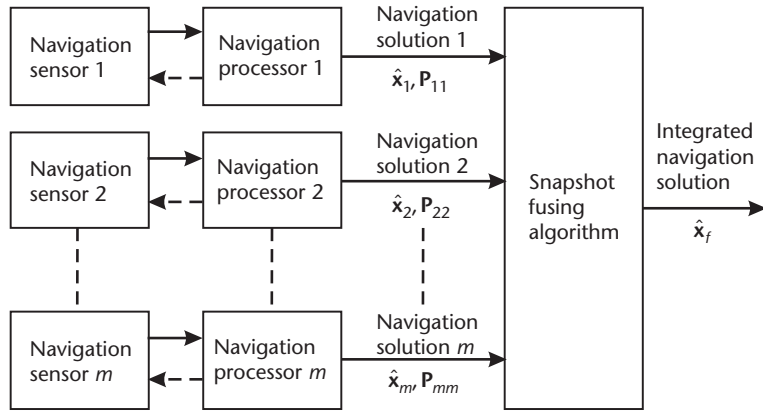 Navigation
sensor 1
Navigation
processor 1
Navigation
solution 1
x̂₁, P₁₁
Navigation
sensor 2
Navigation
processor 2
Navigation
solution 2
x̂₂, P₂₂
Navigation
sensor m
Navigation
processor m
Navigation
solution m
x̂ₘ, Pₘₘ
Snapshot
fusing
algorithm
Integrated
navigation
solution
x̂_f